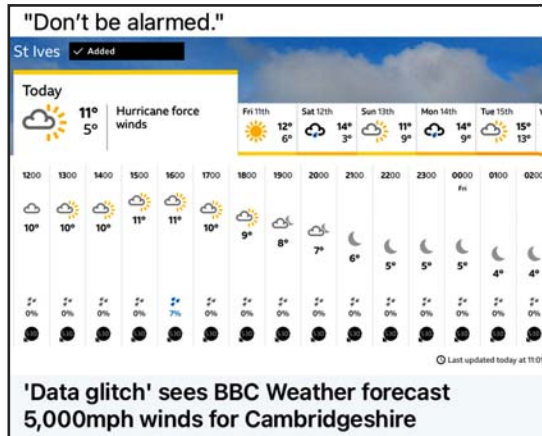 "Don't be alarmed."
St Ives ✓ Added
Today
11°
5°
Hurricane force
winds
Fri 11th Sat 12th Sun 13th Mon 14th Tue 15th
12° 14° 11° 14° 15°
6° 3° 9° 9° 13°
1200 1300 1400 1500 1600 1700 1800 1900 2000 2100 2200 2300 0000 0100 0200
Fri
10° 10° 10° 11° 11° 10° 9° 8° 7° 6° 5° 5° 5° 4° 4°
0% 0% 0% 0% 7% 0% 0% 0% 0% 0% 0% 0% 0% 0% 0%
Last updated today at 11:05
'Data glitch' sees BBC Weather forecast
5,000mph winds for Cambridgeshire